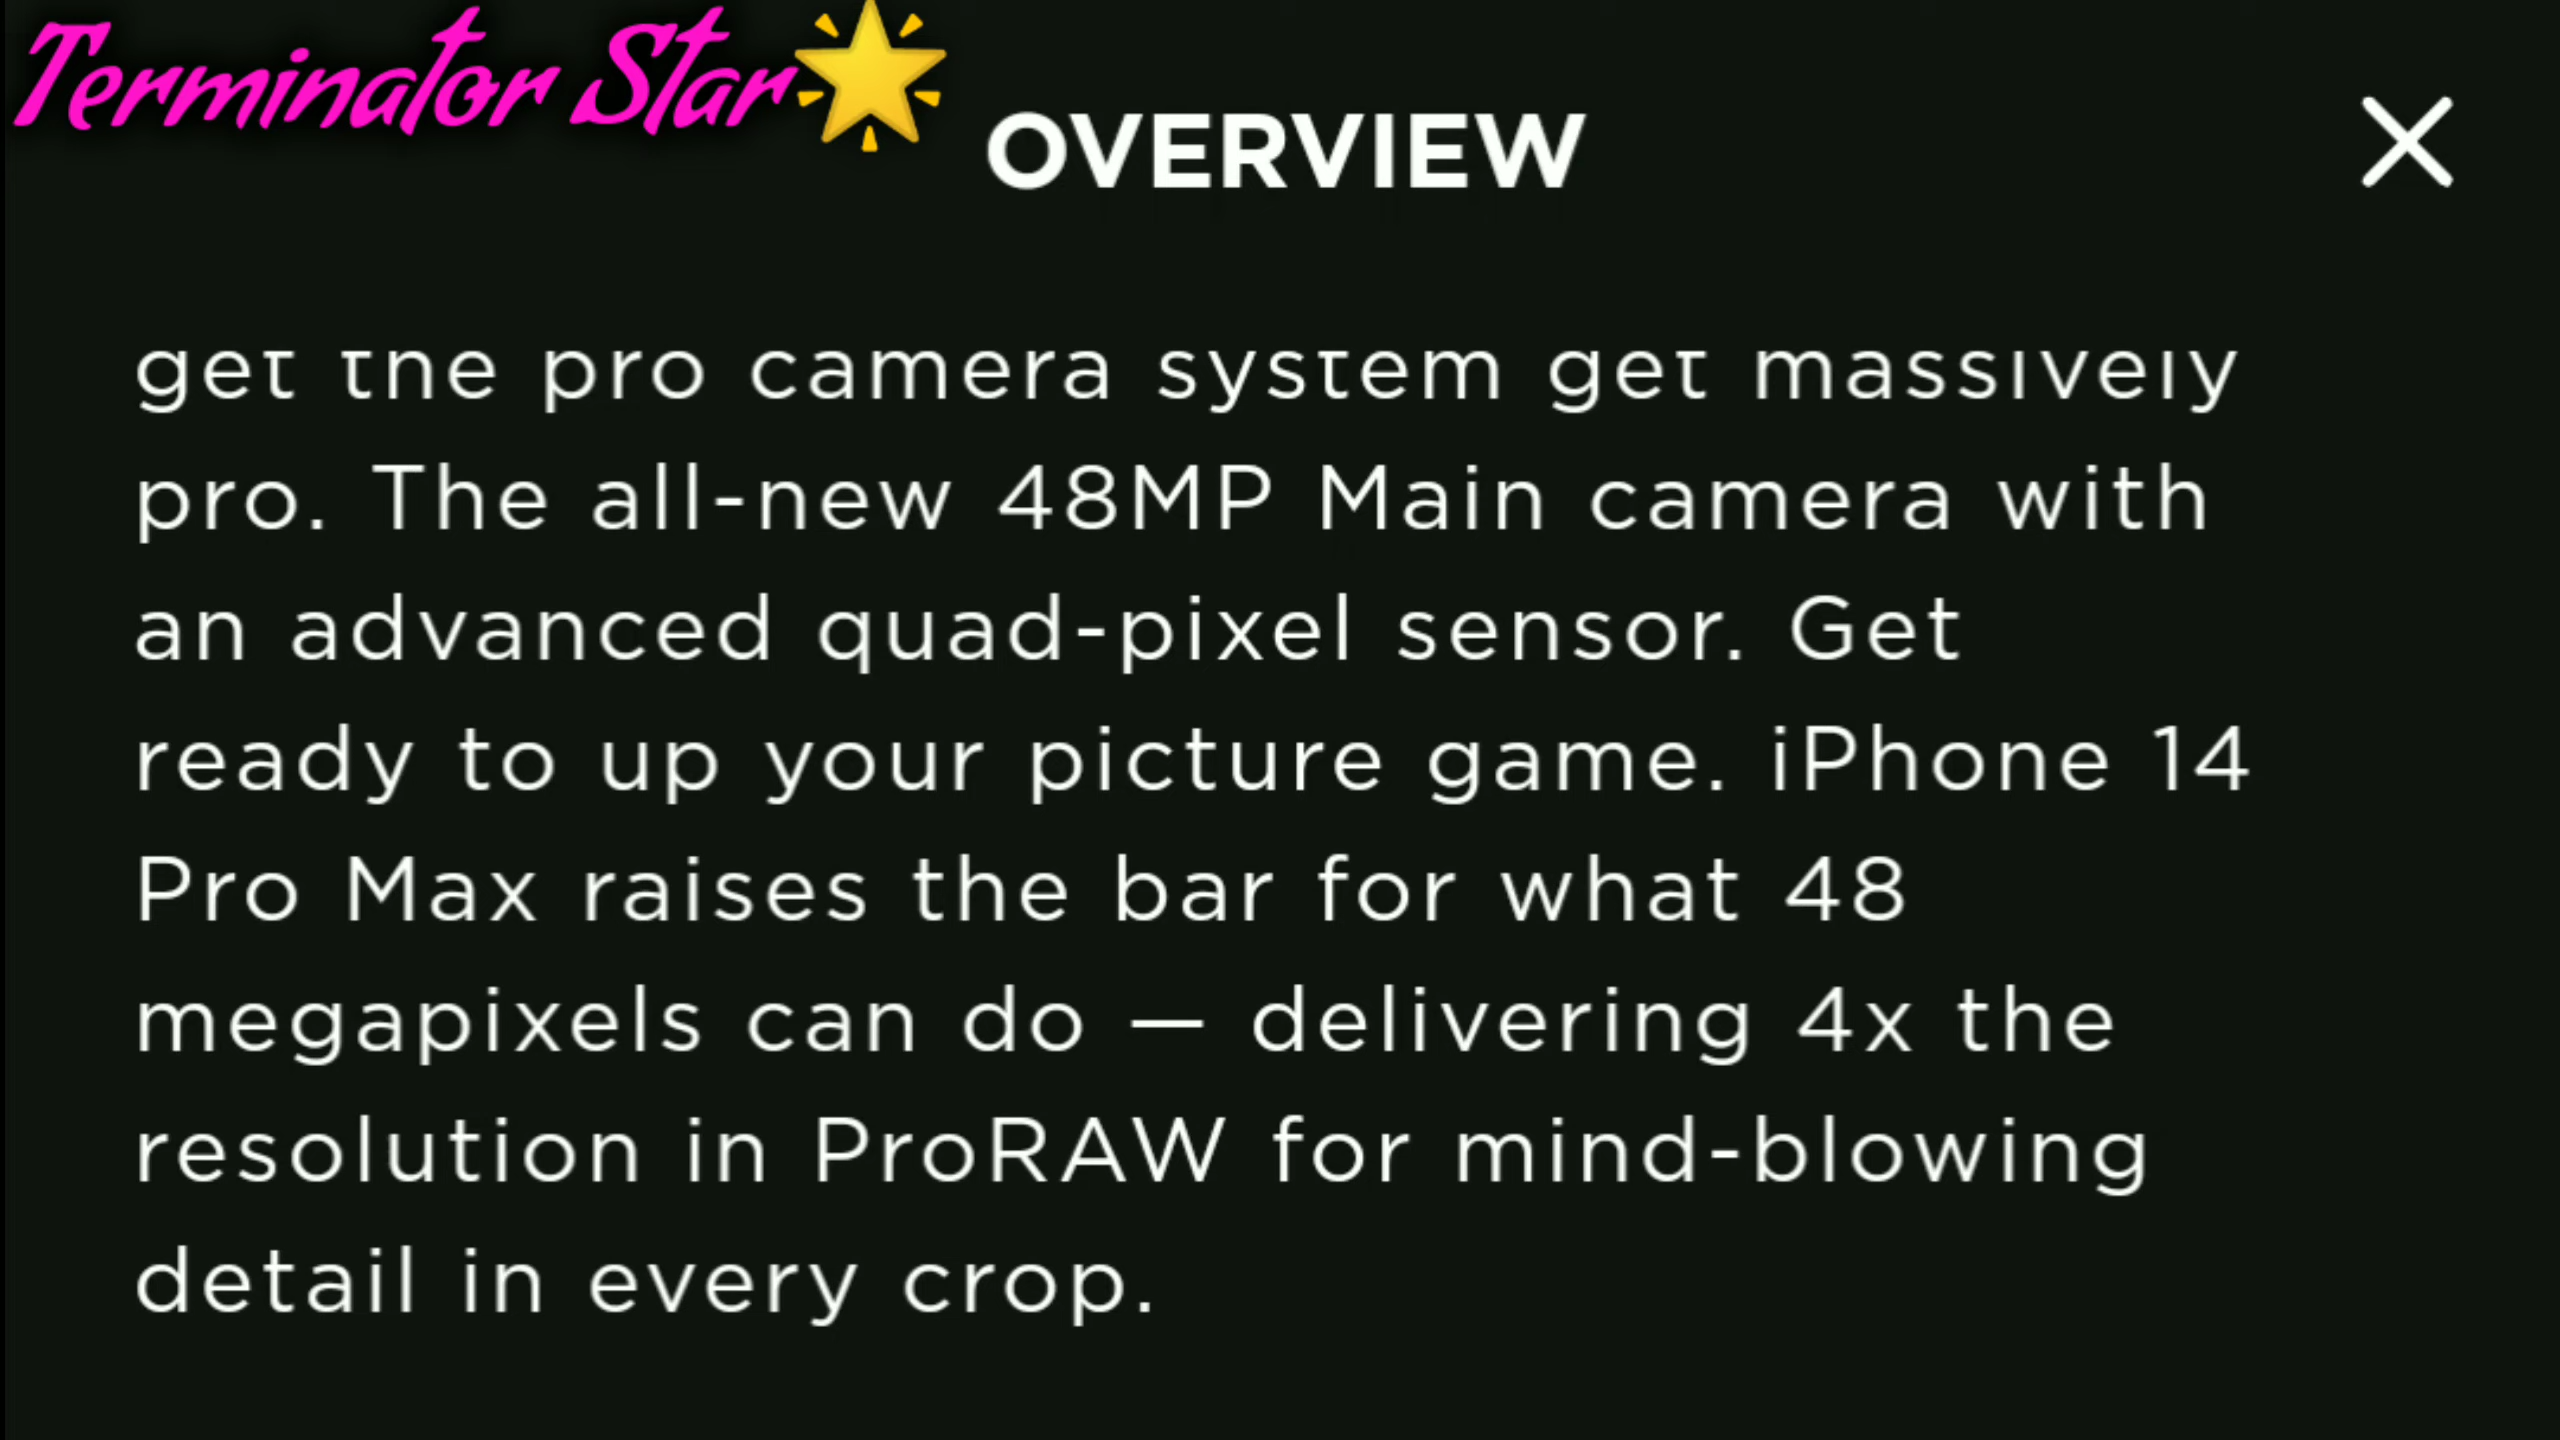 Terminator Star
OVERVIEW
get the pro camera system get massively
pro. The all-new 48MP Main camera with
an advanced quad-pixel sensor. Get
ready to up your picture game. iPhone 14
Pro Max raises the bar for what 48
megapixels can do — delivering 4x the
resolution in ProRAW for mind-blowing
detail in every crop.